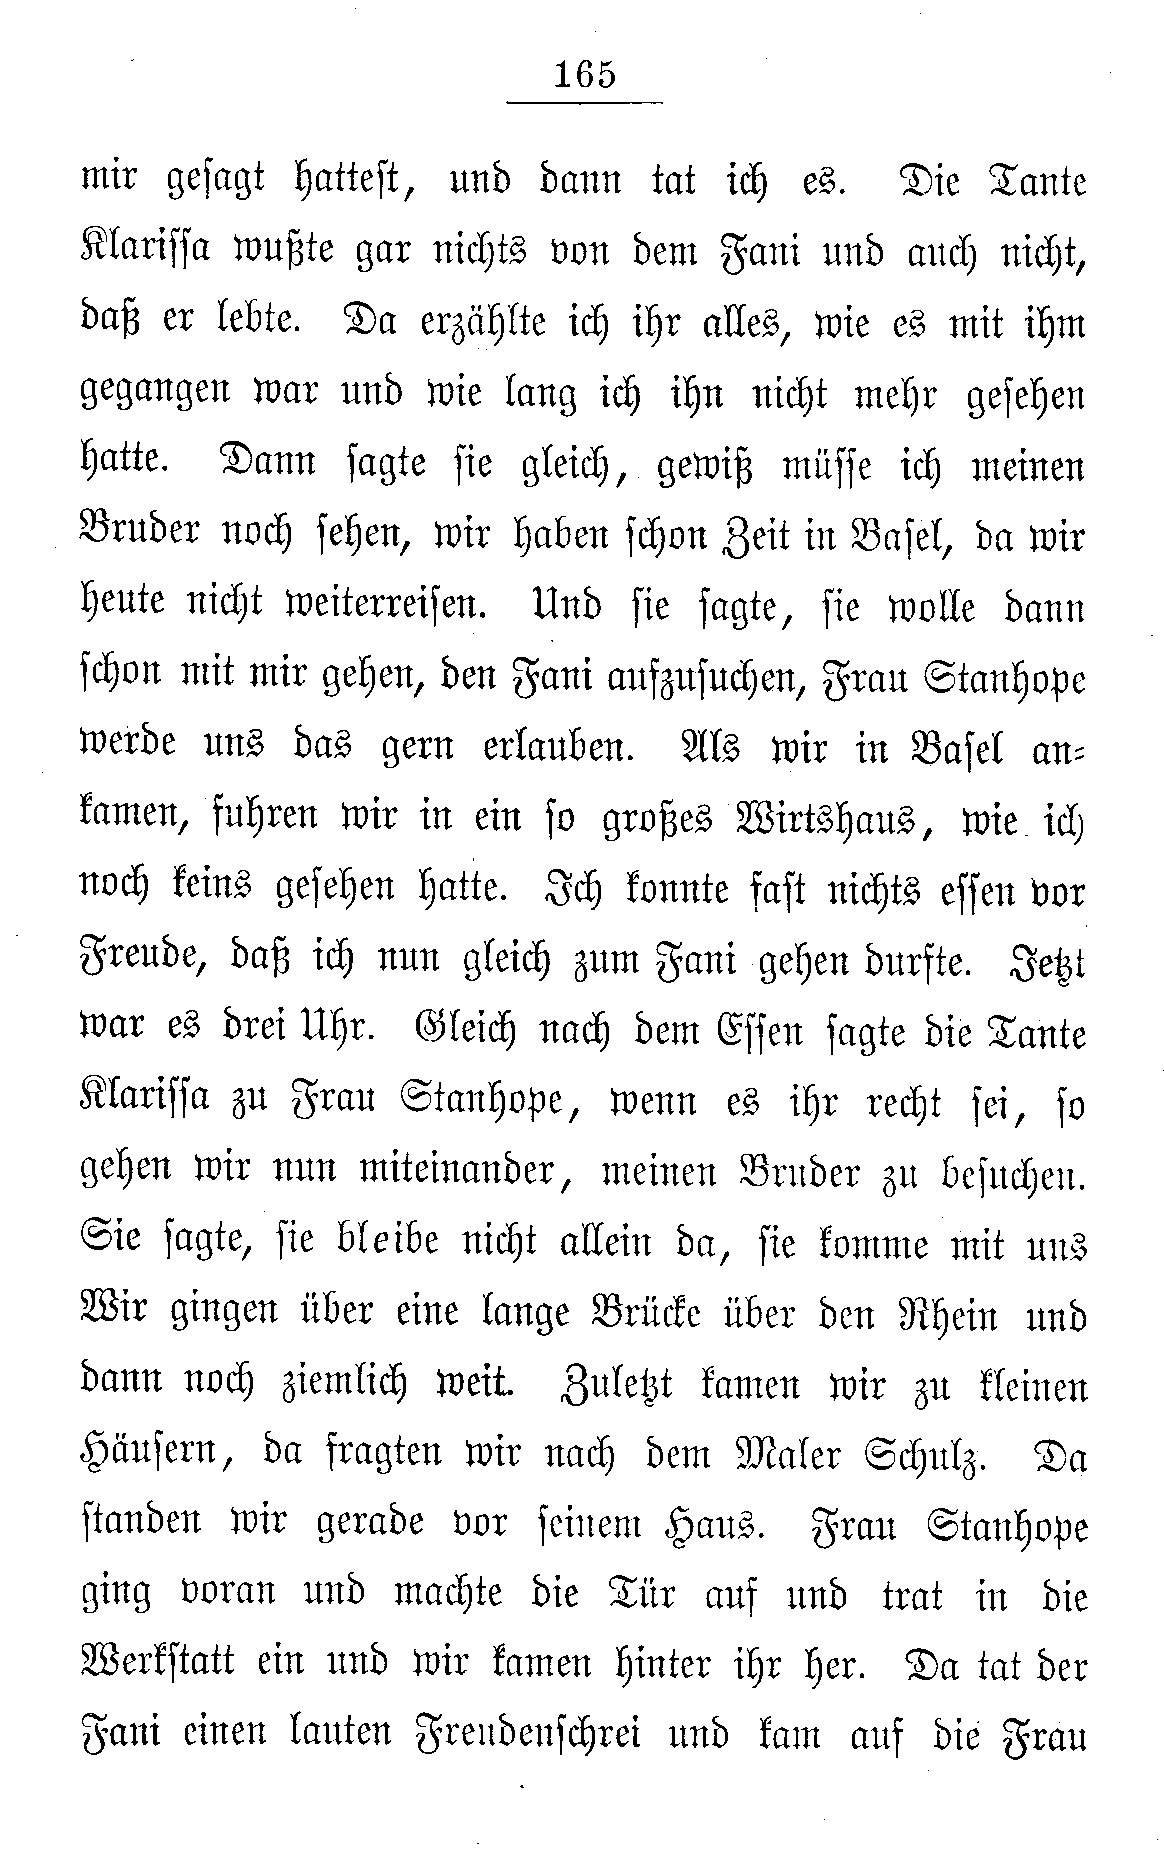 165
mir gesagt hattest, und dann tat ich es. Die Tante
Klarissa wußte gar nichts von dem Fani und auch nicht,
daß er lebte. Da erzählte ich ihr alles, wie es mit ihm
gegangen war und wie lang ich ihn nicht mehr gesehen
hatte. Dann sagte sie gleich, gewiß müsse ich meinen
Bruder noch sehen, wir haben schon Zeit in Basel, da wir
heute nicht weiterreisen. Und sie sagte, sie wolle dann
schon mit mir gehen, den Fani aufzusuchen, Frau Stanhope
werde uns das gern erlauben. Als wir in Basel an-
kamen, fuhren wir in ein so großes Wirtshaus, wie ich
noch keins gesehen hatte. Ich konnte fast nichts essen vor
Freude, daß ich nun gleich zum Fani gehen durfte. Jetzt
war es drei Uhr. Gleich nach dem Essen sagte die Tante
Klarissa zu Frau Stanhope, wenn es ihr recht sei, so
gehen wir nun miteinander, meinen Bruder zu besuchen.
Sie sagte, sie bleibe nicht allein da, sie komme mit uns
Wir gingen über eine lange Brücke über den Rhein und
dann noch ziemlich weit. Zuletzt kamen wir zu kleinen
Häusern, da fragten wir nach dem Maler Schulz. Da
standen wir gerade vor seinem Haus. Frau Stanhope
ging voran und machte die Tür auf und trat in die
Werkstatt ein und wir kamen hinter ihr her. Da tat der
Fani einen lauten Freudenschrei und kam auf die Frau